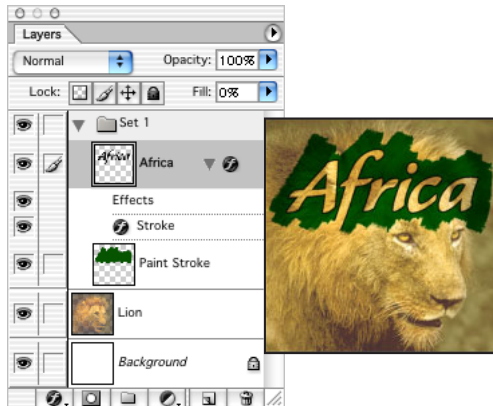 Layers
Normal
Opacity: 100%
Lock:
Fill: 0%
Set 1
Africa
Africa
Effects
Stroke
Paint Stroke
Lion
Background
Africa